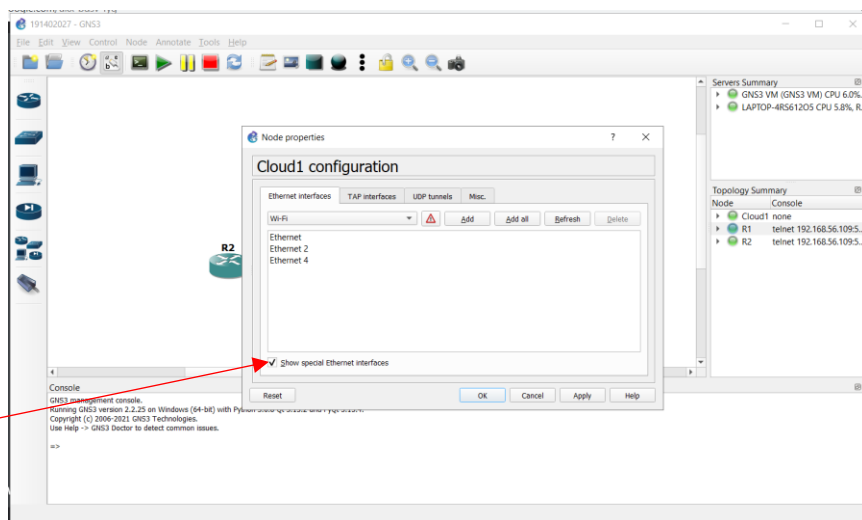 191402027 - GNS3
File Edit View Control Node Annotate Tools Help
Servers Summary
GNS3 VM (GNS3 VM) CPU 6.0%.
LAPTOP-4RS612O5 CPU 5.8%, R.
Node properties
? 
Cloud1 configuration
Ethernet interfaces TAP interfaces UDP tunnels Misc.
Wi-Fi Add Add all Refresh Delete
Ethernet
Ethernet 2
Ethernet 4
Show special Ethernet interfaces
Reset OK Cancel Apply Help
R2
Topology Summary
Node Console
Cloud1 none
R1 telnet 192.168.56.109:5..
R2 telnet 192.168.56.109:5..
Console
GNS3 management console.
Running GNS3 version 2.2.25 on Windows (64-bit) with
Copyright (c) 2006-2021 GNS3 Technologies.
Use Help -> GNS3 Doctor to detect common issues.
=>